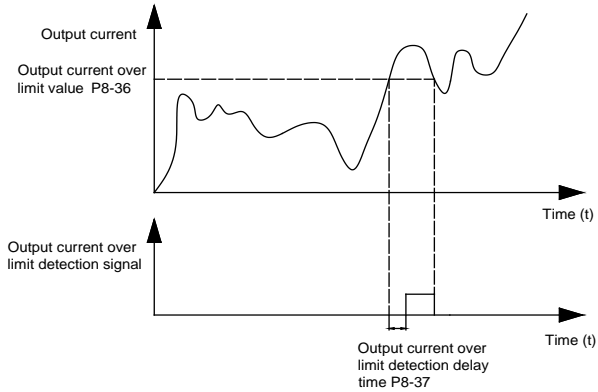 Output current
Output current over
limit value P8-36
Time (t)
Output current over
limit detection signal
Time (t)
Output current over
limit detection delay
time P8-37